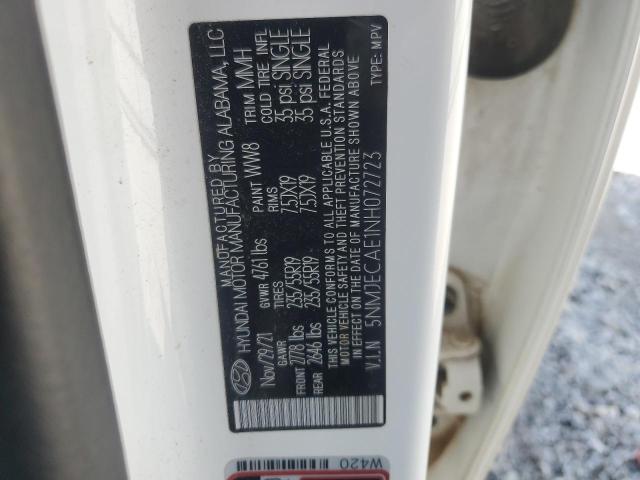 MANUFACTURED BY
HYUNDAI MOTOR MANUFACTURING ALABAMA, LLC
Nov/29/21 PAINT WW8 TRIM MMH
GVWR 4761 lbs
GAWR TIRES RIMS COLD TIRE INFL
FRONT 2778 lbs 235/55R19 7.5JX19 35 psi SINGLE
REAR 2646 lbs 235/55R19 7.5JX19 35 psi SINGLE
THIS VEHICLE CONFORMS TO ALL APPLICABLE U.S.A. FEDERAL
MOTOR VEHICLE SAFETY AND THEFT PREVENTION STANDARDS
IN EFFECT ON THE DATE OF MANUFACTURE SHOWN ABOVE
V.I.N 5NMJECAE1NH072723 TYPE: MPV
W420